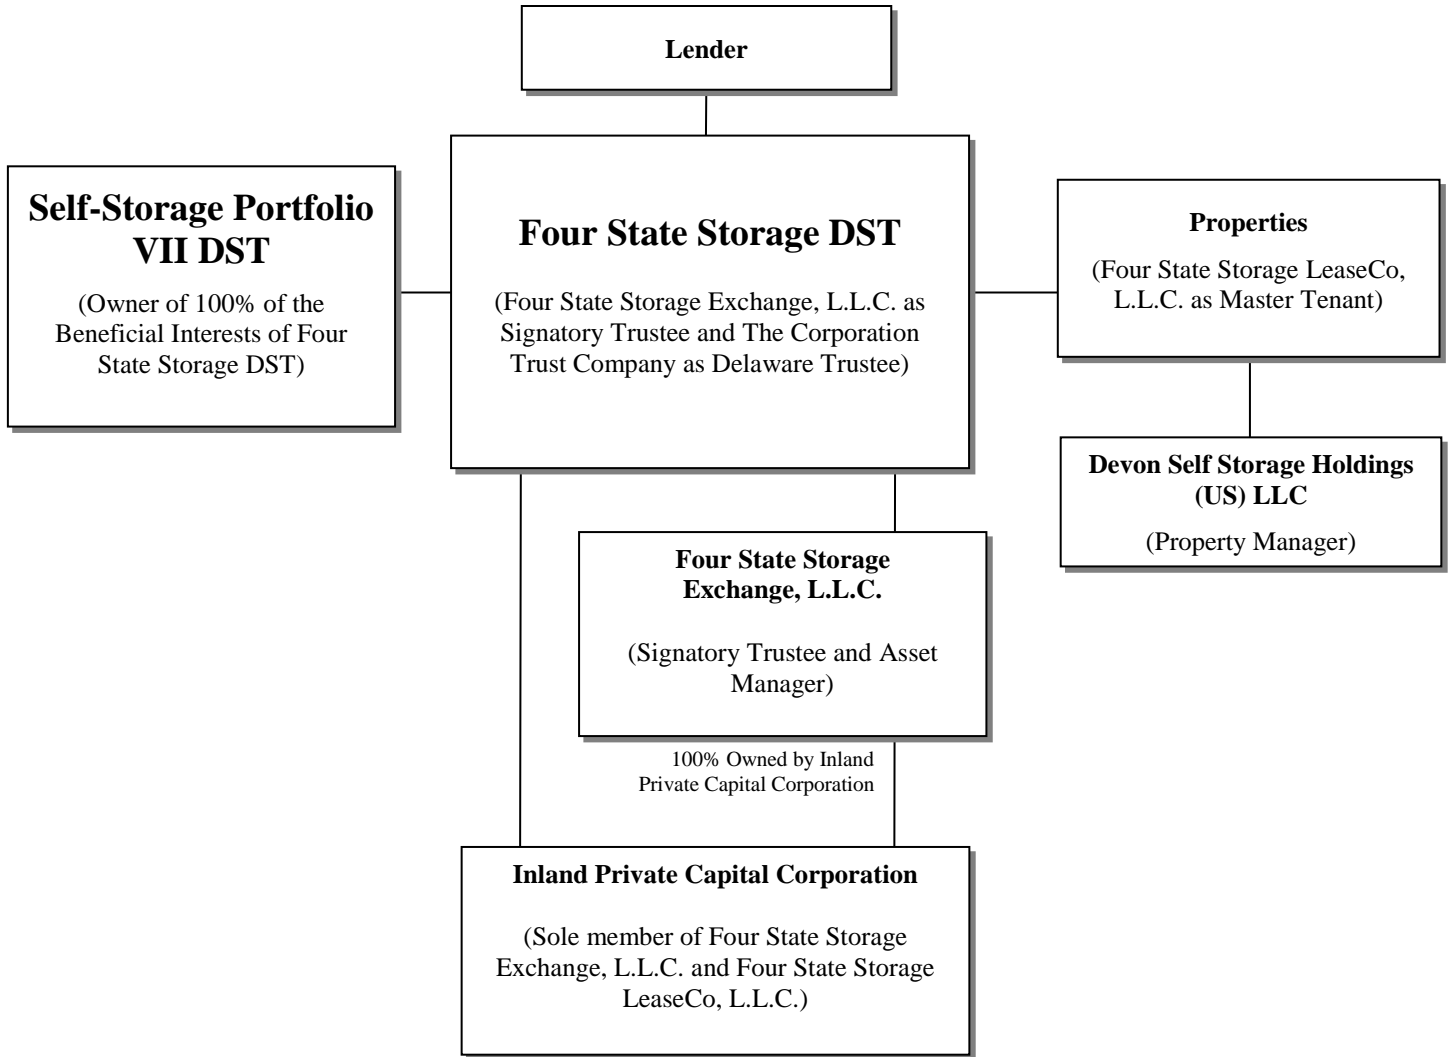 Lender
Self-Storage Portfolio
VII DST
(Owner of 100% of the
Beneficial Interests of Four
State Storage DST)
Four State Storage DST
(Four State Storage Exchange, L.L.C. as
Signatory Trustee and The Corporation
Trust Company as Delaware Trustee)
Properties
(Four State Storage LeaseCo,
L.L.C. as Master Tenant)
Devon Self Storage Holdings
(US) LLC
(Property Manager)
Four State Storage
Exchange, L.L.C.
(Signatory Trustee and Asset
Manager)
100% Owned by Inland
Private Capital Corporation
Inland Private Capital Corporation
(Sole member of Four State Storage
Exchange, L.L.C. and Four State Storage
LeaseCo, L.L.C.)